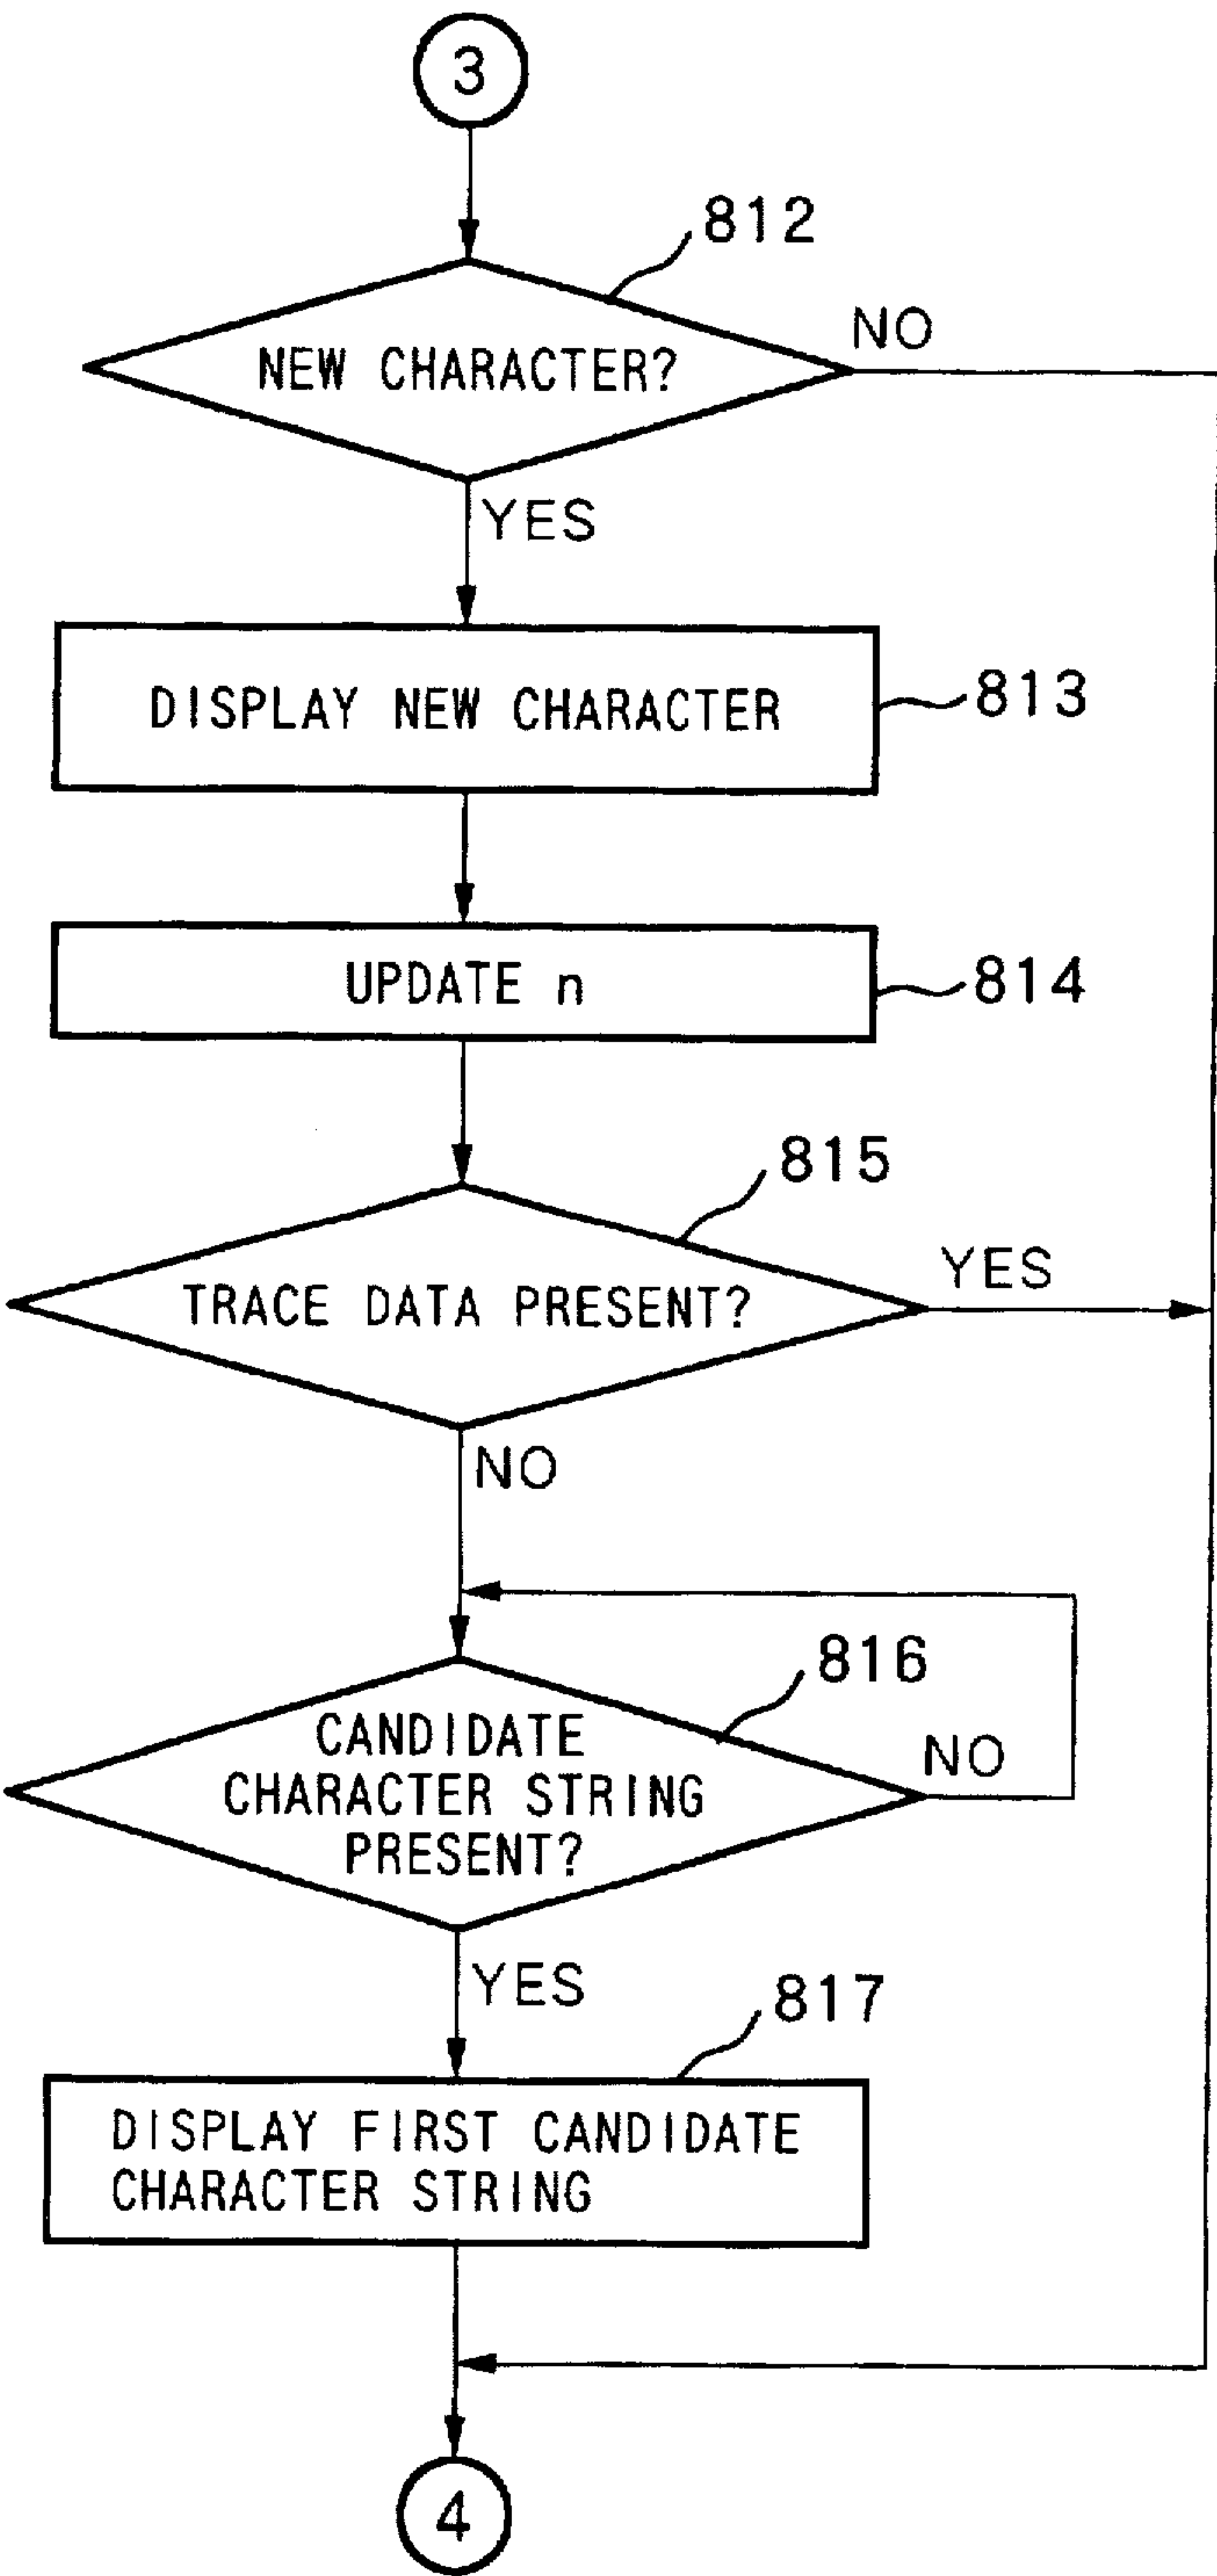 3
812
NEW CHARACTER?
NO
YES
DISPLAY NEW CHARACTER
813
UPDATE n
814
815
TRACE DATA PRESENT?
YES
NO
816
CANDIDATE
CHARACTER STRING
PRESENT?
NO
YES
817
DISPLAY FIRST CANDIDATE
CHARACTER STRING
4